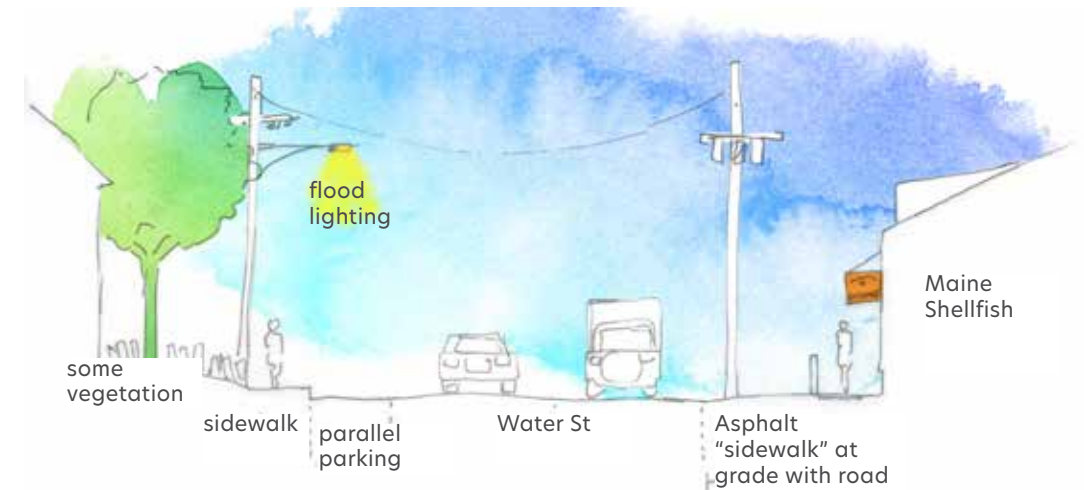 flood
lighting
Maine
Shellfish
some
vegetation
sidewalk
parallel
parking
Water St
Asphalt
“sidewalk” at
grade with road